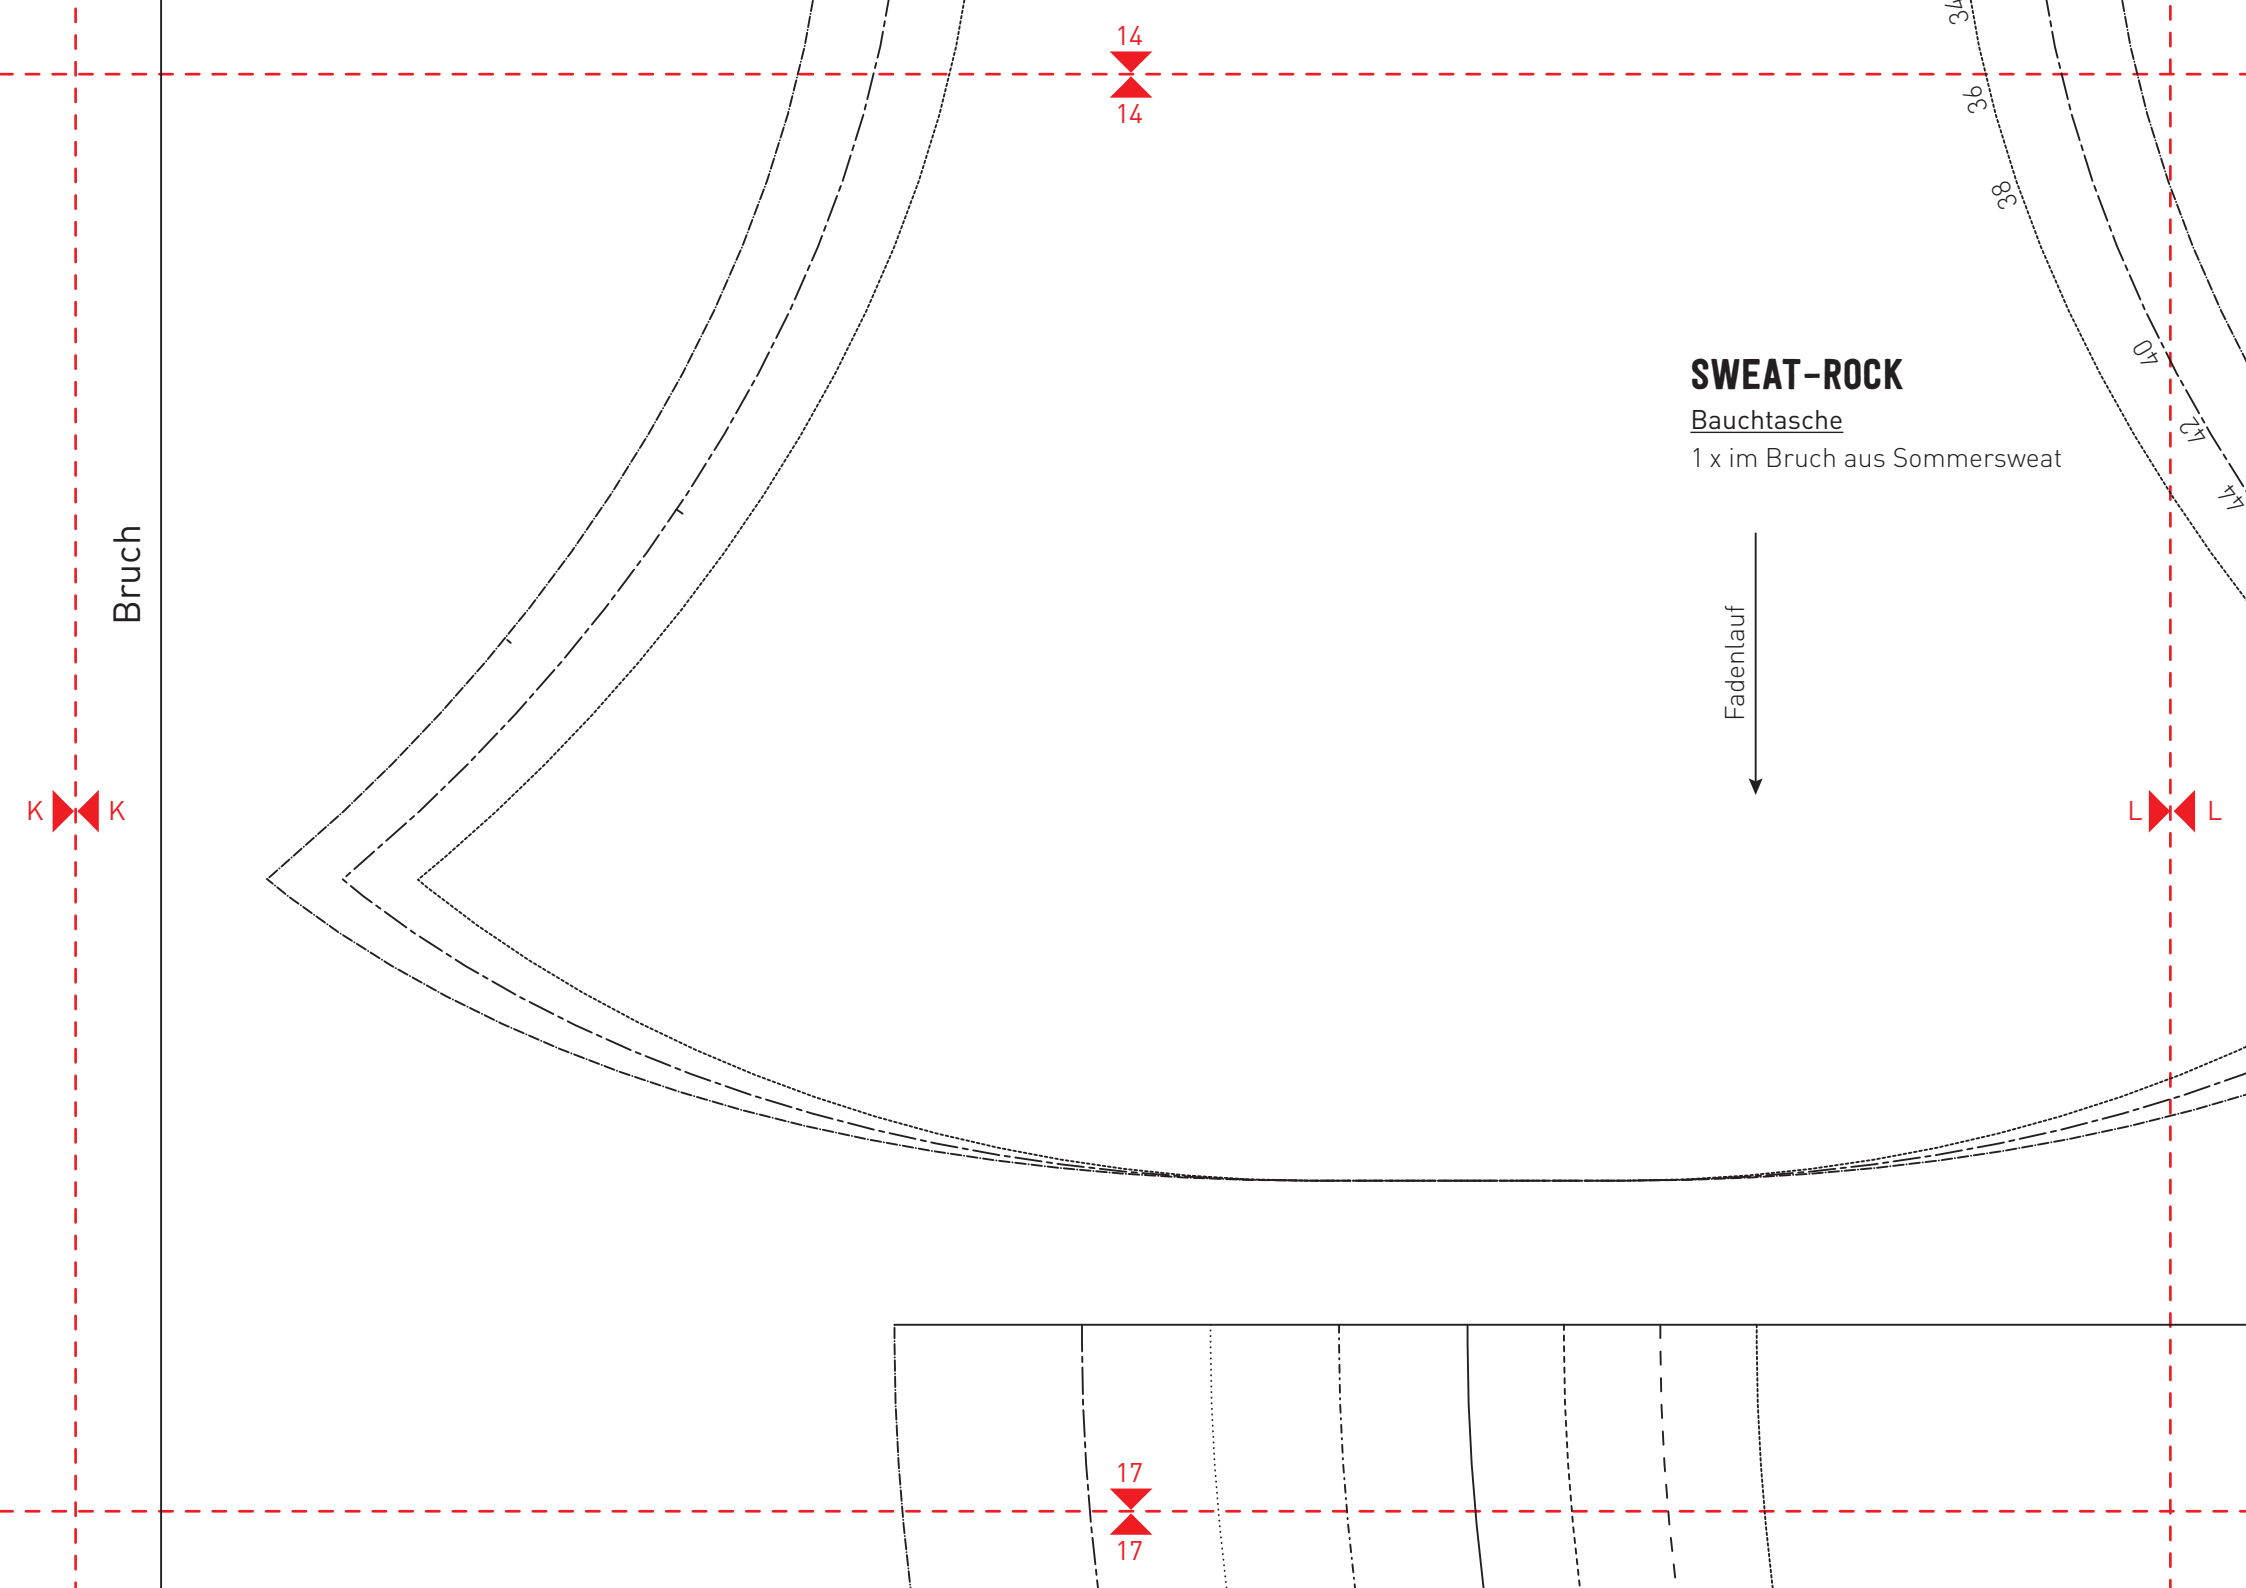 34
14
14
36
38
40
42
44
SWEAT-ROCK
Bauchtasche
1 x im Bruch aus Sommersweat
Bruch
Fadenlauf
K K
L L
17
17